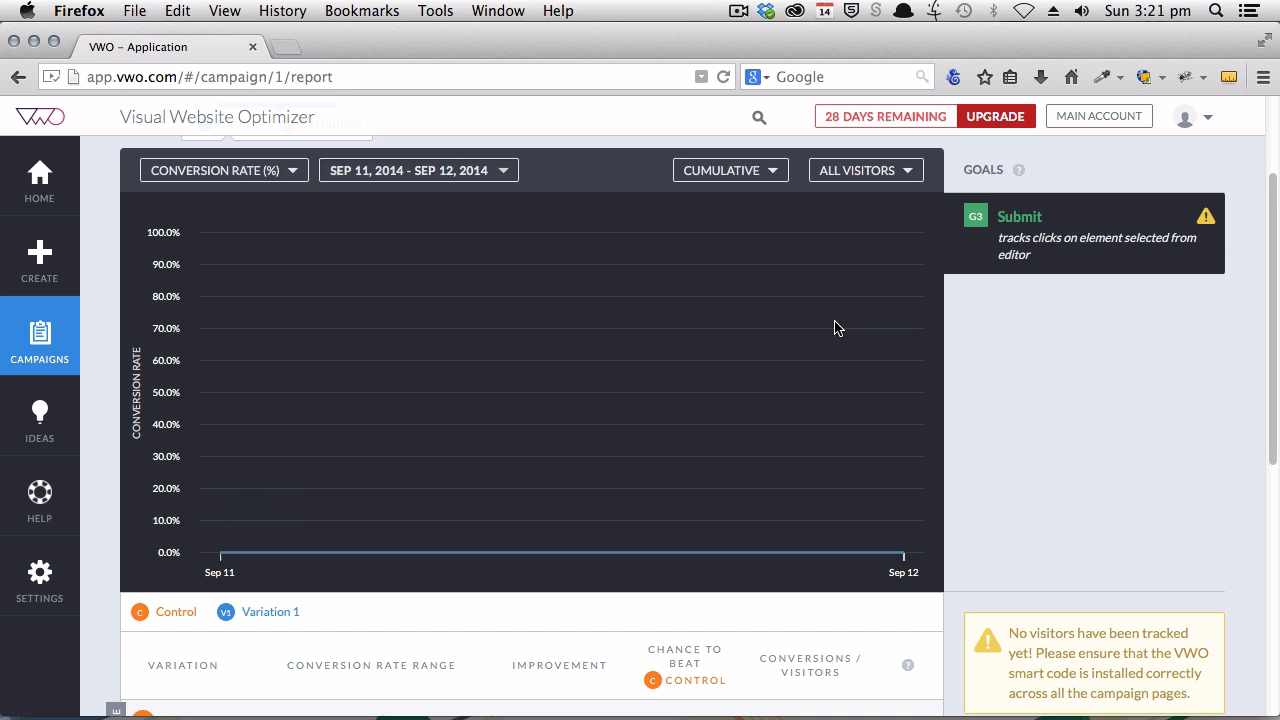 Firefox File Edit View History Bookmarks Tools Window Help 14 Sun 3:21 pm
VWO – Application
app.vwo.com/#/campaign/1/report Google
VWO Visual Website Optimizer 28 DAYS REMAINING UPGRADE MAIN ACCOUNT
HOME
CREATE
CAMPAIGNS
IDEAS
HELP
SETTINGS
CONVERSION RATE (%) SEP 11, 2014 - SEP 12, 2014 CUMULATIVE ALL VISITORS
CONVERSION RATE
100.0%
90.0%
80.0%
70.0%
60.0%
50.0%
40.0%
30.0%
20.0%
10.0%
0.0%
Sep 11 Sep 12
C Control V1 Variation 1
VARIATION CONVERSION RATE RANGE IMPROVEMENT CHANCE TO
BEAT
C CONTROL
CONVERSIONS /
VISITORS ?
GOALS ?
G3 Submit
tracks clicks on element selected from
editor
No visitors have been tracked
yet! Please ensure that the VWO
smart code is installed correctly
across all the campaign pages.